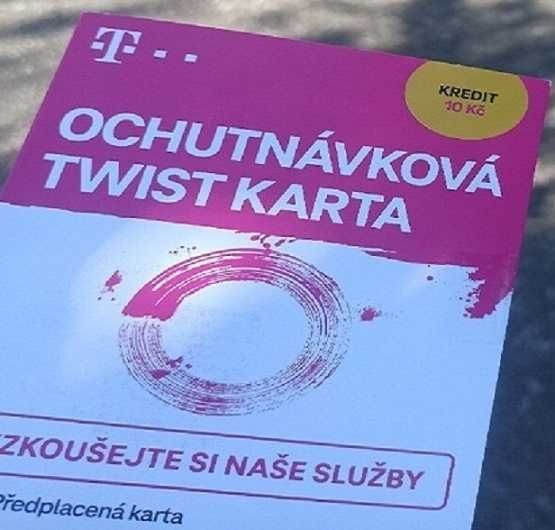 T
KREDIT
10 Kč
OCHUTNÁVKOVÁ
TWIST KARTA
ZKOUŠEJTE SI NAŠE SLUŽBY
Předplacená karta